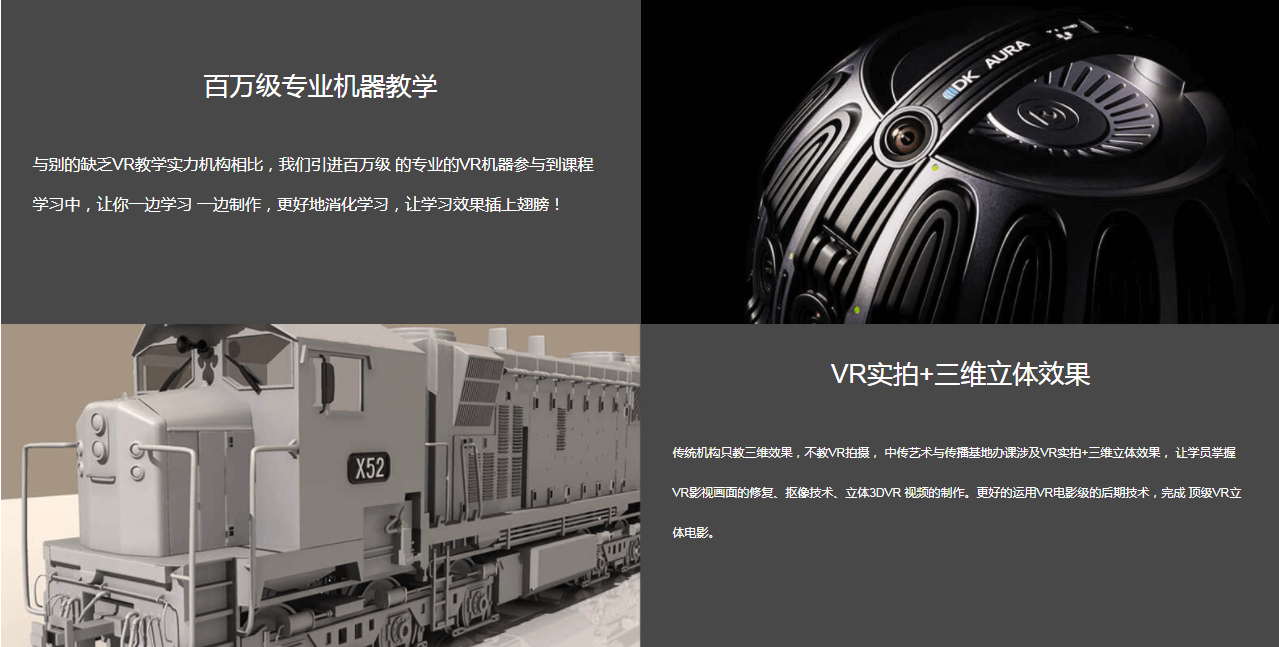 百万级专业机器教学
与别的缺乏VR教学实力机构相比，我们引进百万级 的专业的VR机器参与到课程
学习中，让你一边学习 一边制作，更好地消化学习，让学习效果插上翅膀！
DK AURA
X52
VR实拍+三维立体效果
传统机构只教三维效果，不教VR拍摄， 中传艺术与传播基地办课涉及VR实拍+三维立体效果， 让学员掌握
VR影视画面的修复、抠像技术、立体3DVR 视频的制作。更好的运用VR电影级的后期技术，完成 顶级VR立
体电影。